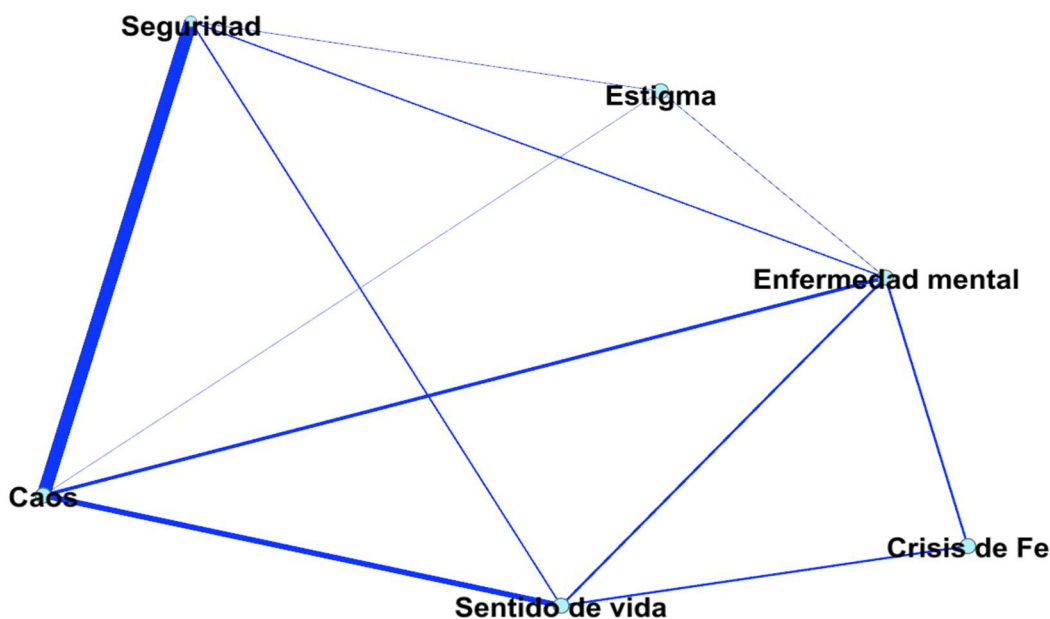 Seguridad
Estigma
Enfermedad mental
Caos
Crisis de Fe
Sentido de vida